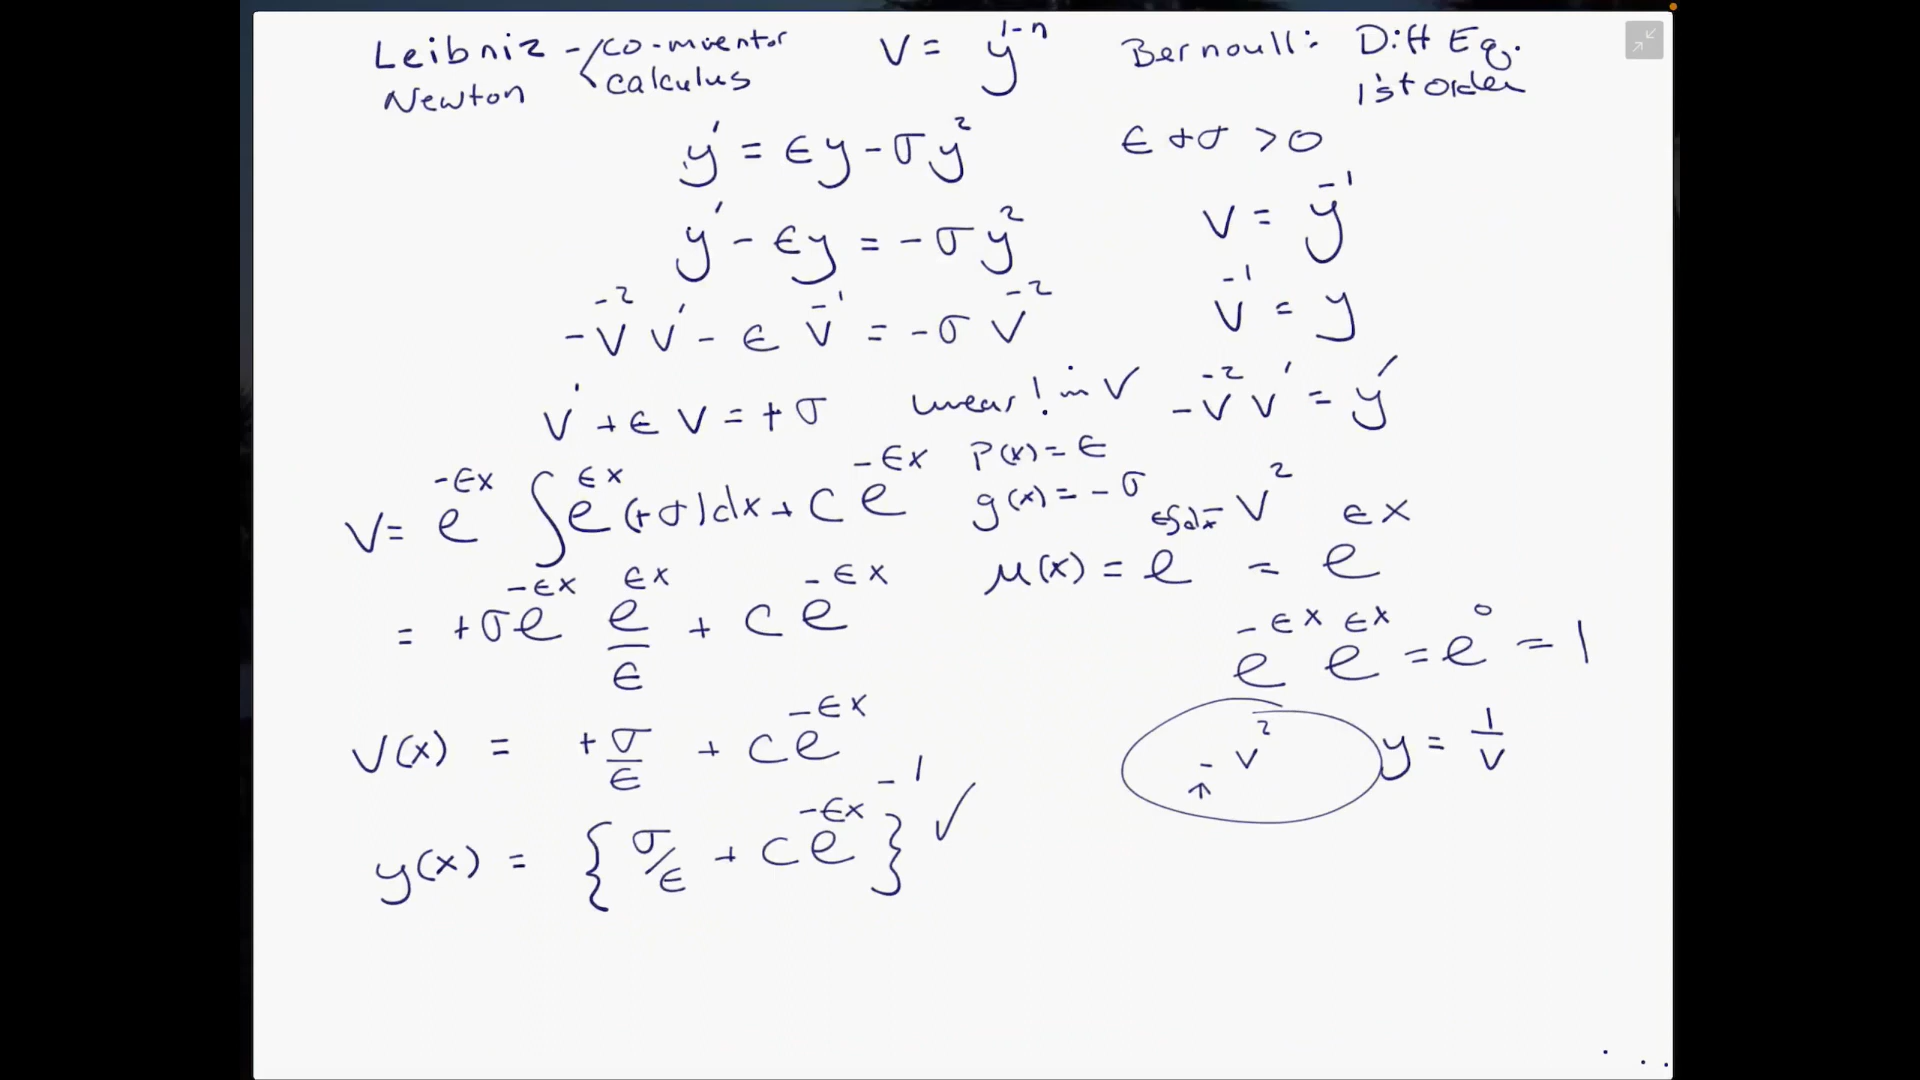 Leibniz - co-inventor V = y^{1-n} Bernoulli Diff Eq.
Newton calculus 1st order
y' = εy - σy² ε + σ > 0
y' - εy = -σy² v = y^{-1}
-v^{-2} v' - ε v^{-1} = -σ v^{-2} v^{-1} = y
v' + ε v = +σ linear! in v -v^{-2} v' = y'
P(x) = ε
v = e^{-εx} ∫ e^{εx} (+σ) dx + c e^{-εx} g(x) = -σ v²
= +σ e^{-εx} e^{εx}/ε + c e^{-εx} μ(x) = e^{ε∫dx} = e^{εx}
e^{-εx} e^{εx} = e^0 = 1
v(x) = +σ/ε + c e^{-εx} - v² y = 1/v
↑
y(x) = {σ/ε + c e^{-εx}}^{-1} ✓